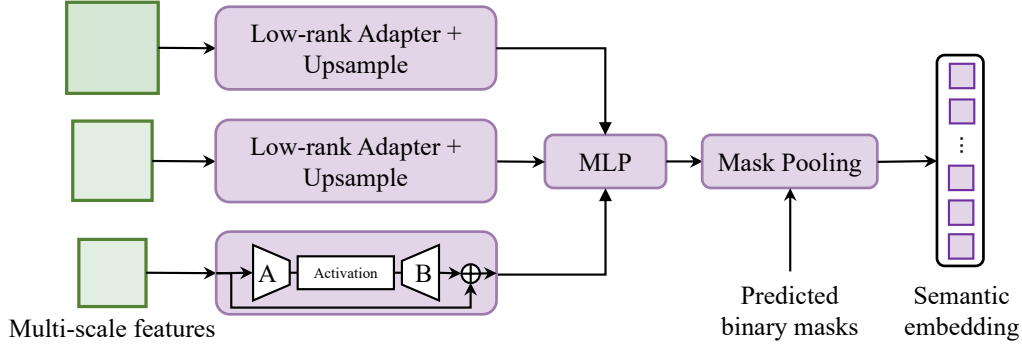 Low-rank Adapter +
Upsample
Low-rank Adapter +
Upsample
MLP
Mask Pooling
...
A
Activation
B
Multi-scale features
Predicted
binary masks
Semantic
embedding